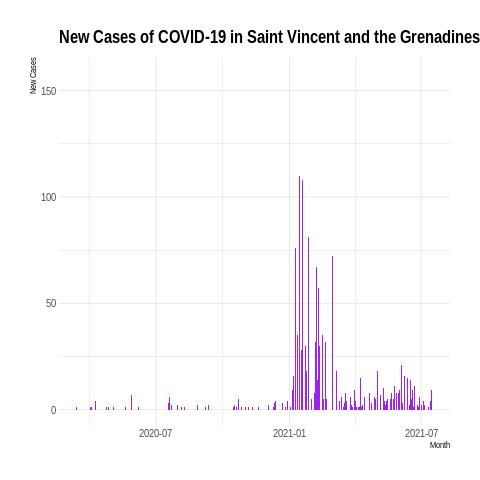 New Cases of COVID-19 in Saint Vincent and the Grenadines
New Cases
150
100
50
0
2020-07
2021-01
2021-07
Month